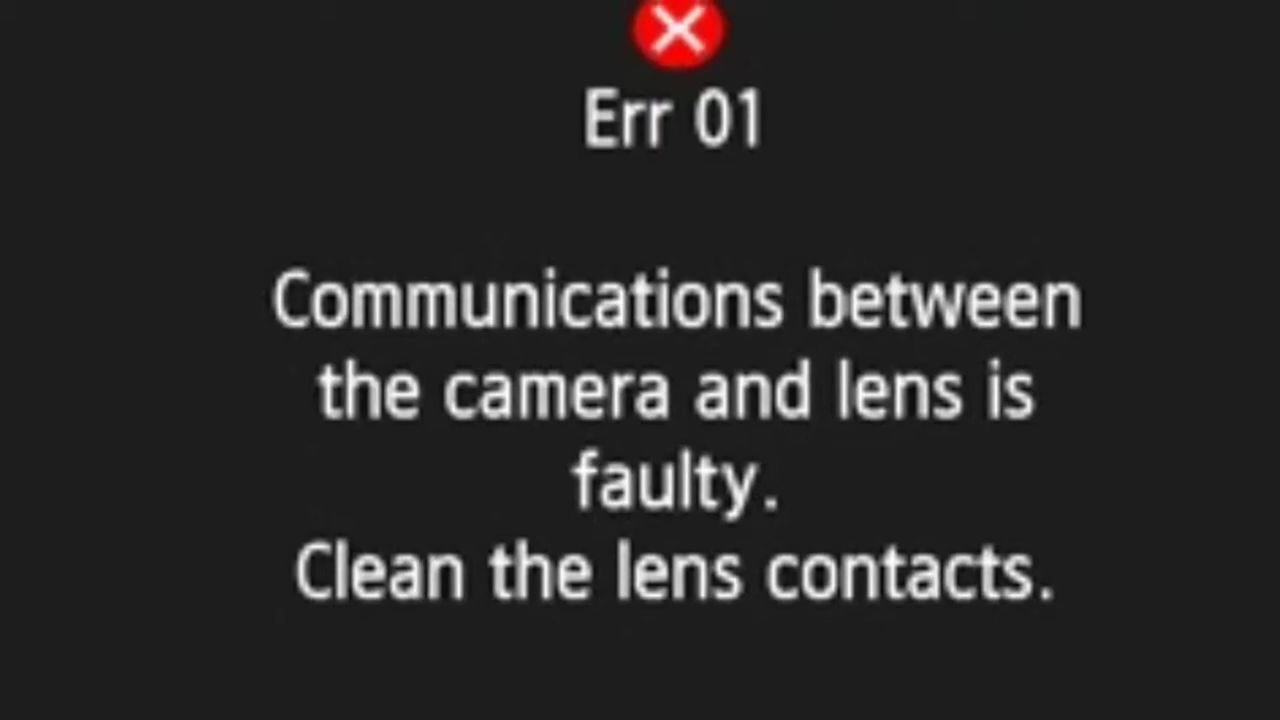 Err 01
Communications between
the camera and lens is
faulty.
Clean the lens contacts.